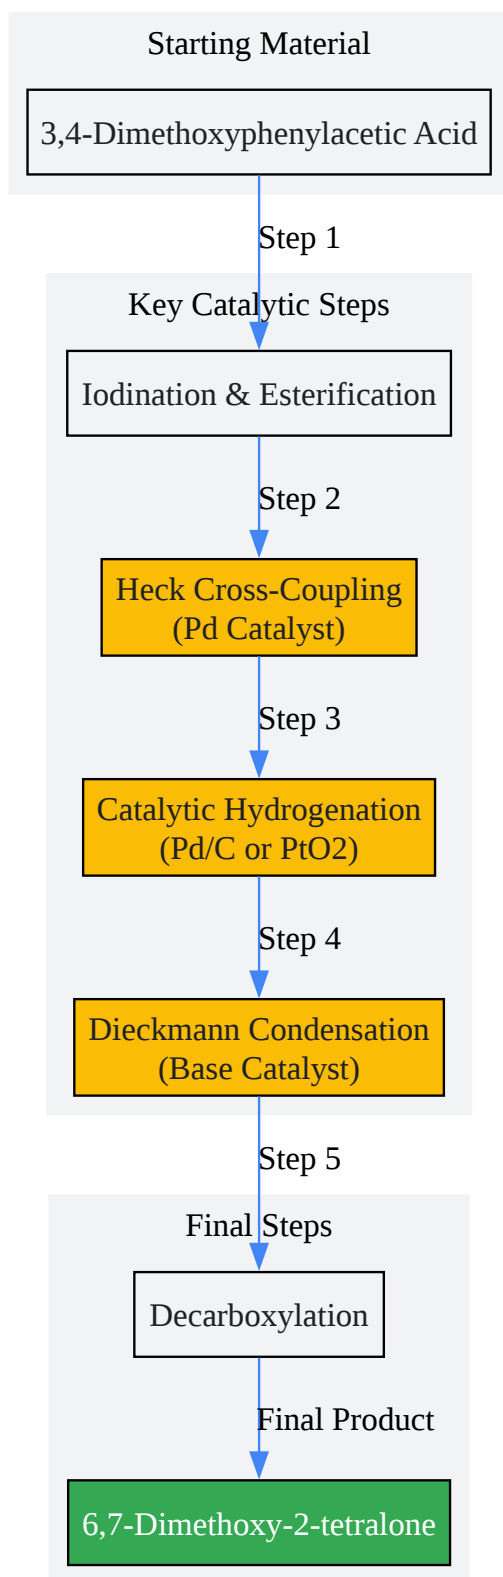 Starting Material
3,4-Dimethoxyphenylacetic Acid
Step 1
Key Catalytic Steps
Iodination & Esterification
Step 2
Heck Cross-Coupling
(Pd Catalyst)
Step 3
Catalytic Hydrogenation
(Pd/C or PtO2)
Step 4
Dieckmann Condensation
(Base Catalyst)
Step 5
Final Steps
Decarboxylation
Final Product
6,7-Dimethoxy-2-tetralone